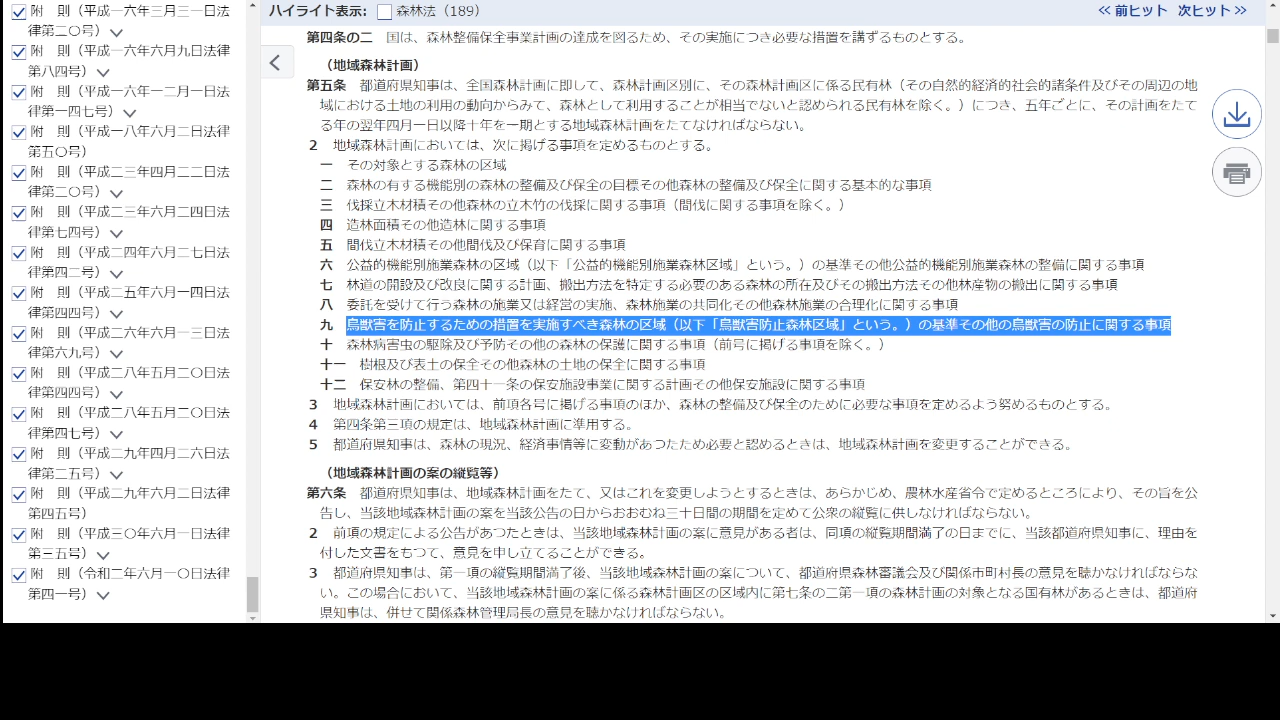 附　則（平成一六年三月三一日法
律第二〇号）
附　則（平成一六年六月九日法律
第八四号）
附　則（平成一六年一二月一日法
律第一四七号）
附　則（平成一八年六月二日法律
第五〇号）
附　則（平成二三年四月二二日法
律第二〇号）
附　則（平成二三年六月二四日法
律第七四号）
附　則（平成二四年六月二七日法
律第四二号）
附　則（平成二五年六月一四日法
律第四四号）
附　則（平成二六年六月一三日法
律第六九号）
附　則（平成二八年五月二〇日法
律第四四号）
附　則（平成二八年五月二〇日法
律第四七号）
附　則（平成二九年四月二六日法
律第二五号）
附　則（平成二九年六月二日法律
第四五号）
附　則（平成三〇年六月一日法律
第三五号）
附　則（令和二年六月一〇日法律
第四一号）
ハイライト表示: 森林法（189） << 前ヒット 次ヒット >>
第四条の二　国は、森林整備保全事業計画の達成を図るため、その実施につき必要な措置を講ずるものとする。
（地域森林計画）
第五条　都道府県知事は、全国森林計画に即して、森林計画区別に、その森林計画区に係る民有林（その自然的経済的社会的諸条件及びその周辺の地
域における土地の利用の動向からみて、森林として利用することが相当でないと認められる民有林を除く。）につき、五年ごとに、その計画をたて
る年の翌年四月一日以降十年を一期とする地域森林計画をたてなければならない。
２　地域森林計画においては、次に掲げる事項を定めるものとする。
一　その対象とする森林の区域
二　森林の有する機能別の森林の整備及び保全の目標その他森林の整備及び保全に関する基本的な事項
三　伐採立木材積その他森林の立木竹の伐採に関する事項（間伐に関する事項を除く。）
四　造林面積その他造林に関する事項
五　間伐立木材積その他間伐及び保育に関する事項
六　公益的機能別施業森林の区域（以下「公益的機能別施業森林区域」という。）の基準その他公益的機能別施業森林の整備に関する事項
七　林道の開設及び改良に関する計画、搬出方法を特定する必要のある森林の所在及びその搬出方法その他林産物の搬出に関する事項
八　委託を受けて行う森林の施業又は経営の実施、森林施業の共同化その他森林施業の合理化に関する事項
九　鳥獣害を防止するための措置を実施すべき森林の区域（以下「鳥獣害防止森林区域」という。）の基準その他の鳥獣害の防止に関する事項
十　森林病害虫の駆除及び予防その他の森林の保護に関する事項（前号に掲げる事項を除く。）
十一　樹根及び表土の保全その他森林の土地の保全に関する事項
十二　保安林の整備、第四十一条の保安施設事業に関する計画その他保安施設に関する事項
３　地域森林計画においては、前項各号に掲げる事項のほか、森林の整備及び保全のために必要な事項を定めるよう努めるものとする。
４　第四条第三項の規定は、地域森林計画に準用する。
５　都道府県知事は、森林の現況、経済事情等に変動があつたため必要と認めるときは、地域森林計画を変更することができる。
（地域森林計画の案の縦覧等）
第六条　都道府県知事は、地域森林計画をたて、又はこれを変更しようとするときは、あらかじめ、農林水産省令で定めるところにより、その旨を公
告し、当該地域森林計画の案を当該公告の日からおおむね三十日間の期間を定めて公衆の縦覧に供しなければならない。
２　前項の規定による公告があつたときは、当該地域森林計画の案に意見がある者は、同項の縦覧期間満了の日までに、当該都道府県知事に、理由を
付した文書をもつて、意見を申し立てることができる。
３　都道府県知事は、第一項の縦覧期間満了後、当該地域森林計画の案について、都道府県森林審議会及び関係市町村長の意見を聴かなければならな
い。この場合において、当該地域森林計画の案に係る森林計画区の区域内に第七条の二第一項の森林計画の対象となる国有林があるときは、都道府
県知事は、併せて関係森林管理局長の意見を聴かなければならない。